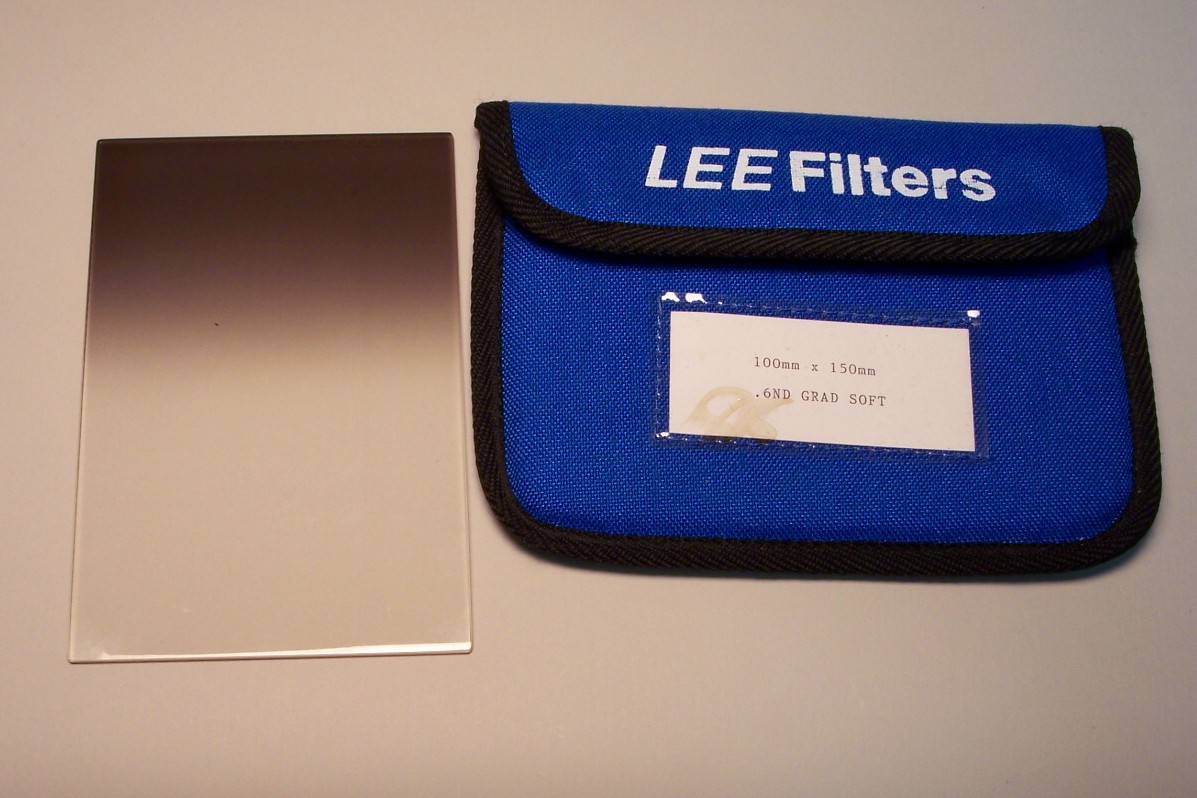 LEE Filters
100mm x 150mm
.6ND GRAD SOFT